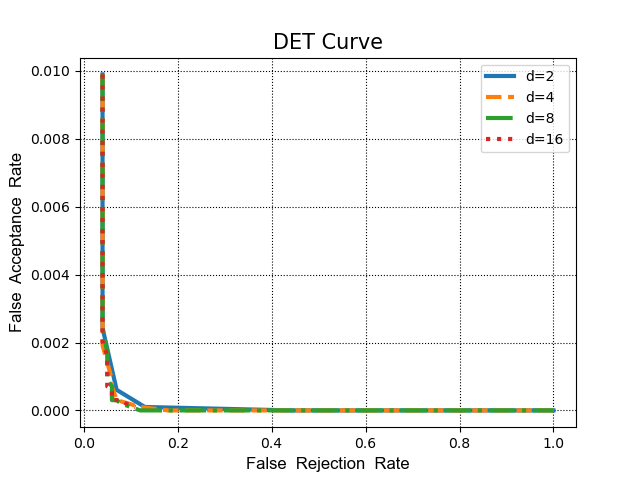 DET Curve
d=2
d=4
d=8
d=16
0.010
0.008
0.006
0.004
0.002
0.000
False Acceptance Rate
0.0 0.2 0.4 0.6 0.8 1.0
False Rejection Rate